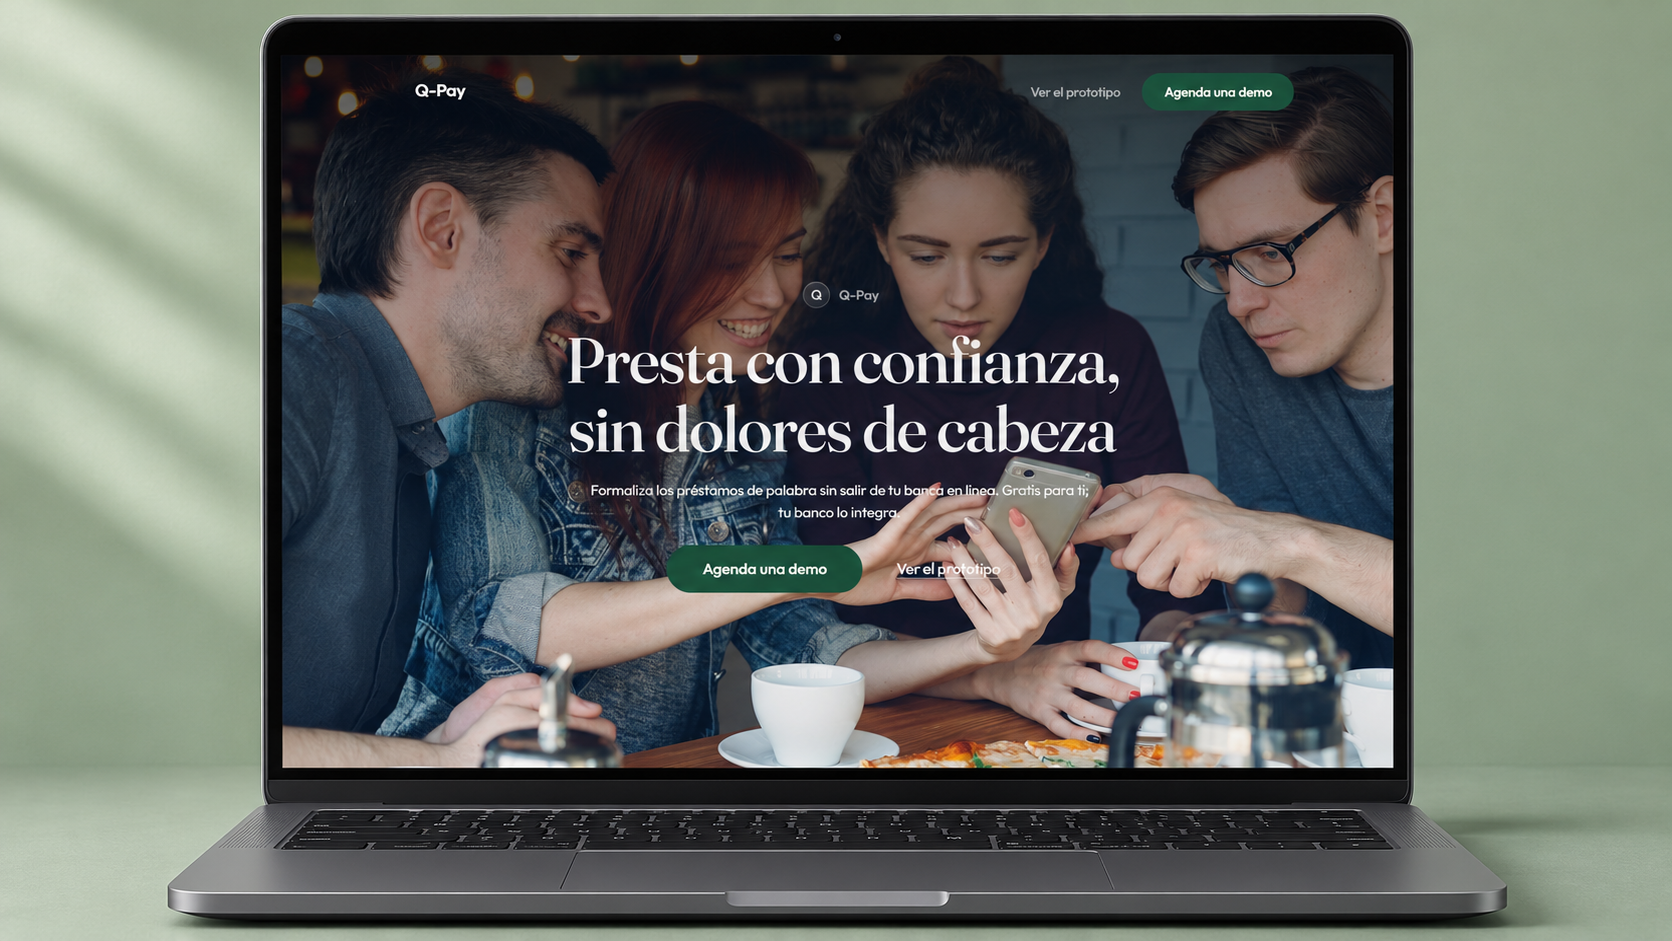 Q-Pay
Ver el prototipo
Agenda una demo
Q Q-Pay
Presta con confianza,
sin dolores de cabeza
Formaliza los préstamos de palabra sin salir de tu banca en línea. Gratis para ti;
tu banco lo integra.
Agenda una demo
Ver el prototipo